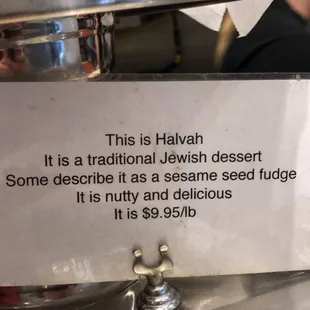 This is Halvah
It is a traditional Jewish dessert
Some describe it as a sesame seed fudge
It is nutty and delicious
It is $9.95/lb